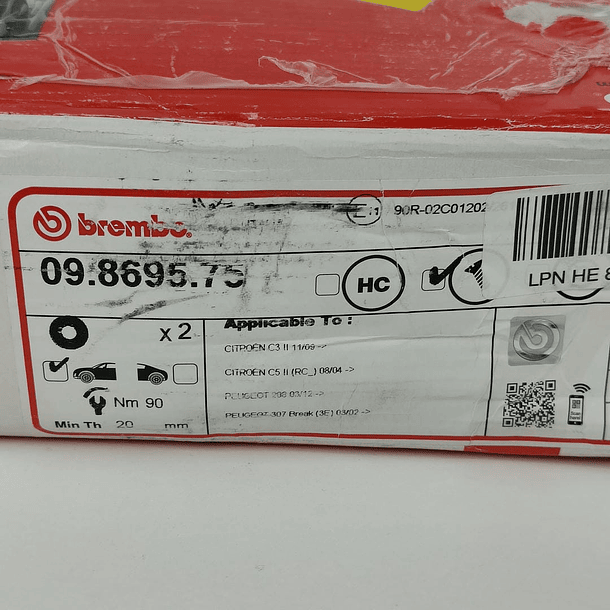 brembo
90R-02C01202
09.8695.75
HC
LPN HE 8
x 2
Applicable To :
CITROEN C3 II 11/09 ->
CITROEN C5 II (RC_) 08/04 ->
PEUGEOT 208 03/12 ->
PEUGEOT 307 Break (3E) 03/02 ->
Nm 90
Min Th 20 mm